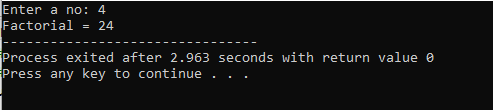 Enter a no: 4
Factorial = 24
--------------------------------
Process exited after 2.963 seconds with return value 0
Press any key to continue . . .